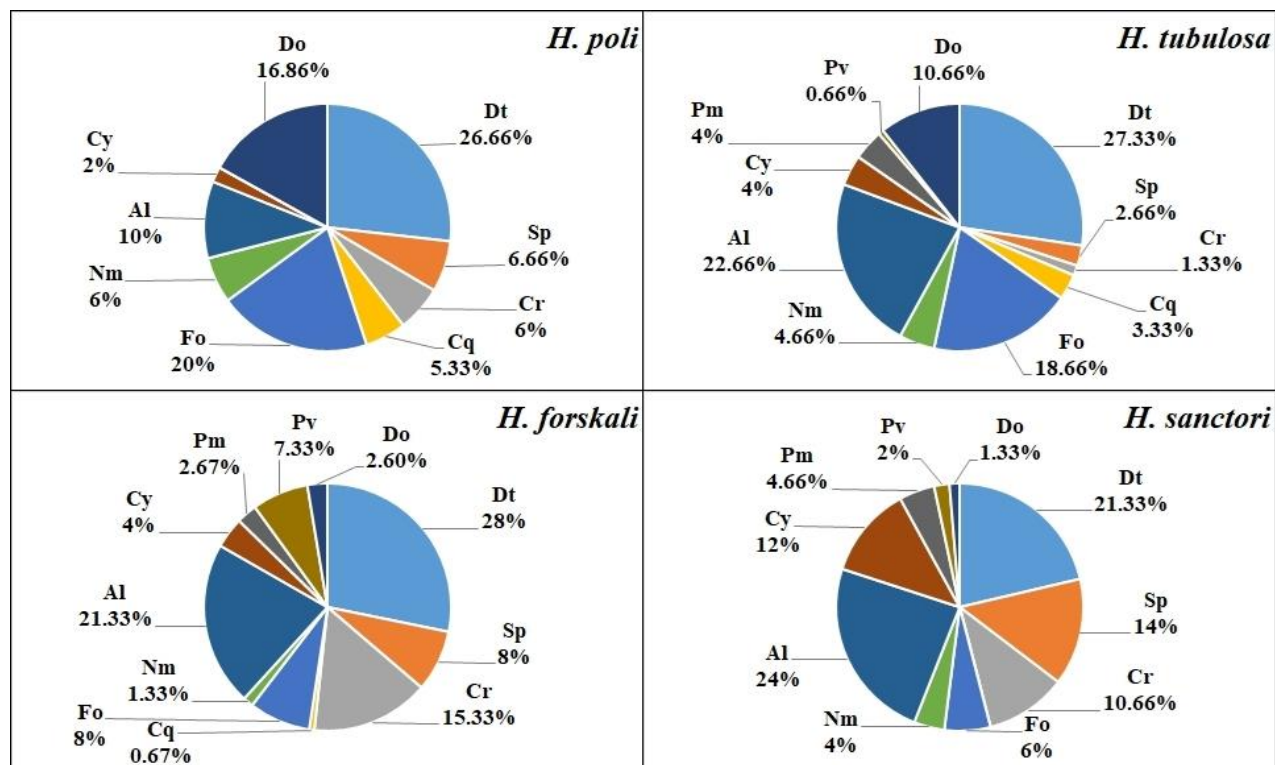 H. poli
Do
16.86%
Dt
26.66%
Cy
2%
Al
10%
Sp
6.66%
Nm
6%
Cr
6%
Fo
20%
Cq
5.33%
H. tubulosa
Do
10.66%
Pv
0.66%
Dt
27.33%
Pm
4%
Cy
4%
Sp
2.66%
Al
22.66%
Cr
1.33%
Nm
4.66%
Cq
3.33%
Fo
18.66%
H. forskali
Pv
7.33%
Do
2.60%
Pm
2.67%
Dt
28%
Cy
4%
Al
21.33%
Sp
8%
Nm
1.33%
Cr
15.33%
Fo
8%
Cq
0.67%
H. sanctori
Pv
2%
Do
1.33%
Pm
4.66%
Dt
21.33%
Cy
12%
Sp
14%
Al
24%
Cr
10.66%
Nm
4%
Fo
6%